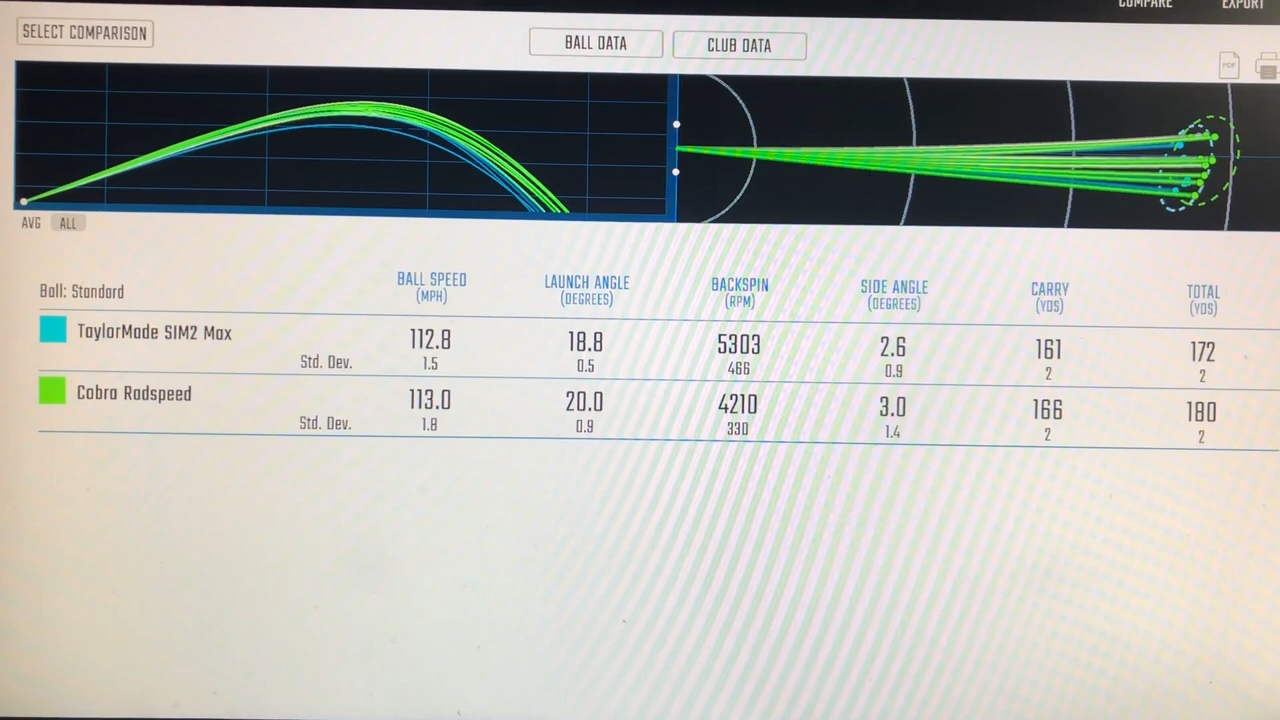 COMPARE EXPORT
SELECT COMPARISON BALL DATA CLUB DATA
PDF
AVG ALL
Ball: Standard BALL SPEED (MPH) LAUNCH ANGLE (DEGREES) BACKSPIN (RPM) SIDE ANGLE (DEGREES) CARRY (YDS) TOTAL (YDS)
TaylorMade SIM2 Max 112.8 18.8 5303 2.6 161 172
Std. Dev. 1.5 0.5 466 0.9 2 2
Cobra Radspeed 113.0 20.0 4210 3.0 166 180
Std. Dev. 1.8 0.9 330 1.4 2 2